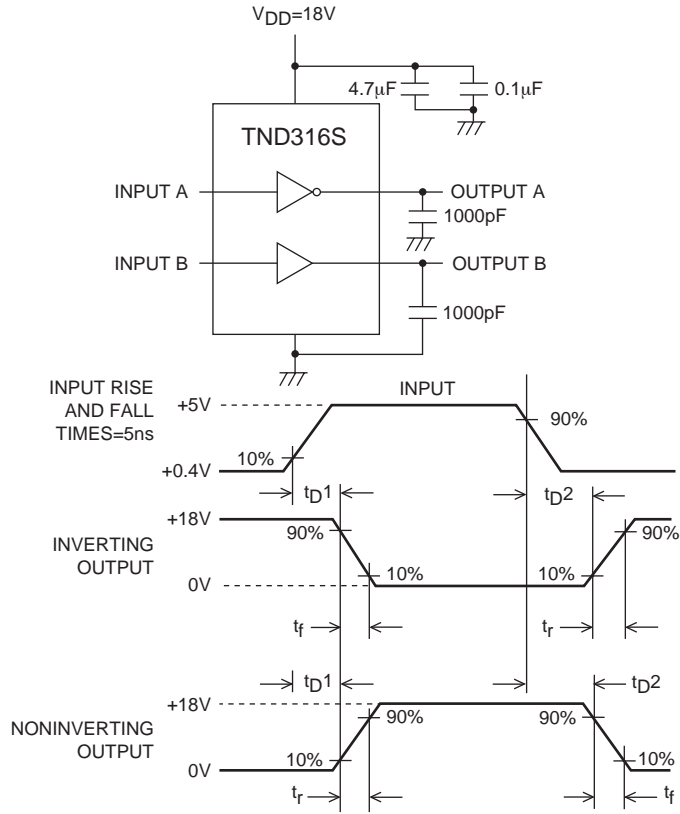 VDD=18V
4.7μF
0.1μF
TND316S
INPUT A
OUTPUT A
1000pF
INPUT B
OUTPUT B
1000pF
INPUT RISE
AND FALL
TIMES=5ns
+5V
INPUT
90%
10%
+0.4V
tD1
tD2
+18V
INVERTING
OUTPUT
90%
90%
10%
10%
0V
tf
tr
tD1
tD2
+18V
NONINVERTING
OUTPUT
90%
90%
10%
10%
0V
tr
tf